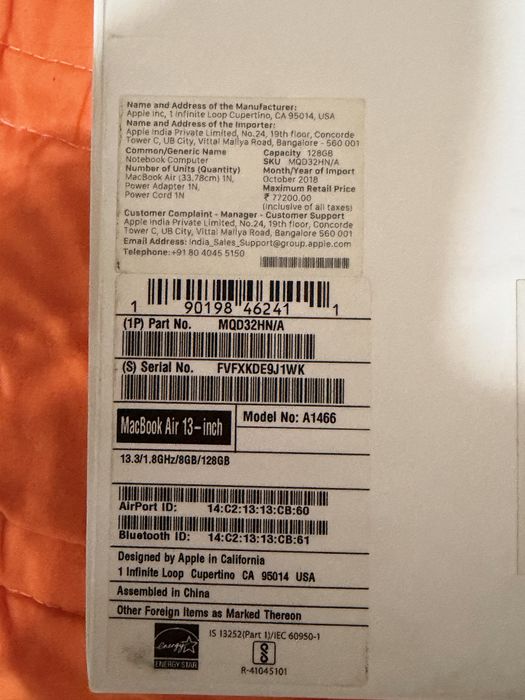 Name and Address of the Manufacturer:
Apple Inc, 1 Infinite Loop Cupertino, CA 95014, USA
Name and Address of the Importer:
Apple India Private Limited, No.24, 19th floor, Concorde
Tower C, UB City, Vittal Mallya Road, Bangalore - 560 001
Common/Generic Name
Notebook Computer
Number of Units (Quantity)
MacBook Air (33.78cm) 1N,
Power Adapter 1N,
Power Cord 1N
Capacity 128GB
SKU MQD32HN/A
Month/Year of Import
October 2018
Maximum Retail Price
₹ 77200.00
(Inclusive of all taxes)
Customer Complaint - Manager - Customer Support
Apple India Private Limited, No.24, 19th floor, Concorde
Tower C, UB City, Vittal Mallya Road, Bangalore 560 001
Email Address: India_Sales_Support@group.apple.com
Telephone:+91 80 4045 5150
1 90198 46241 1
(1P) Part No. MQD32HN/A
(S) Serial No. FVFXKDE9J1WK
MacBook Air 13-inch
Model No: A1466
13.3/1.8GHz/8GB/128GB
AirPort ID: 14:C2:13:13:CB:60
Bluetooth ID: 14:C2:13:13:CB:61
Designed by Apple in California
1 Infinite Loop Cupertino CA 95014 USA
Assembled in China
Other Foreign Items as Marked Thereon
energy
ENERGY STAR
IS 13252(Part 1)/IEC 60950-1
R-41045101